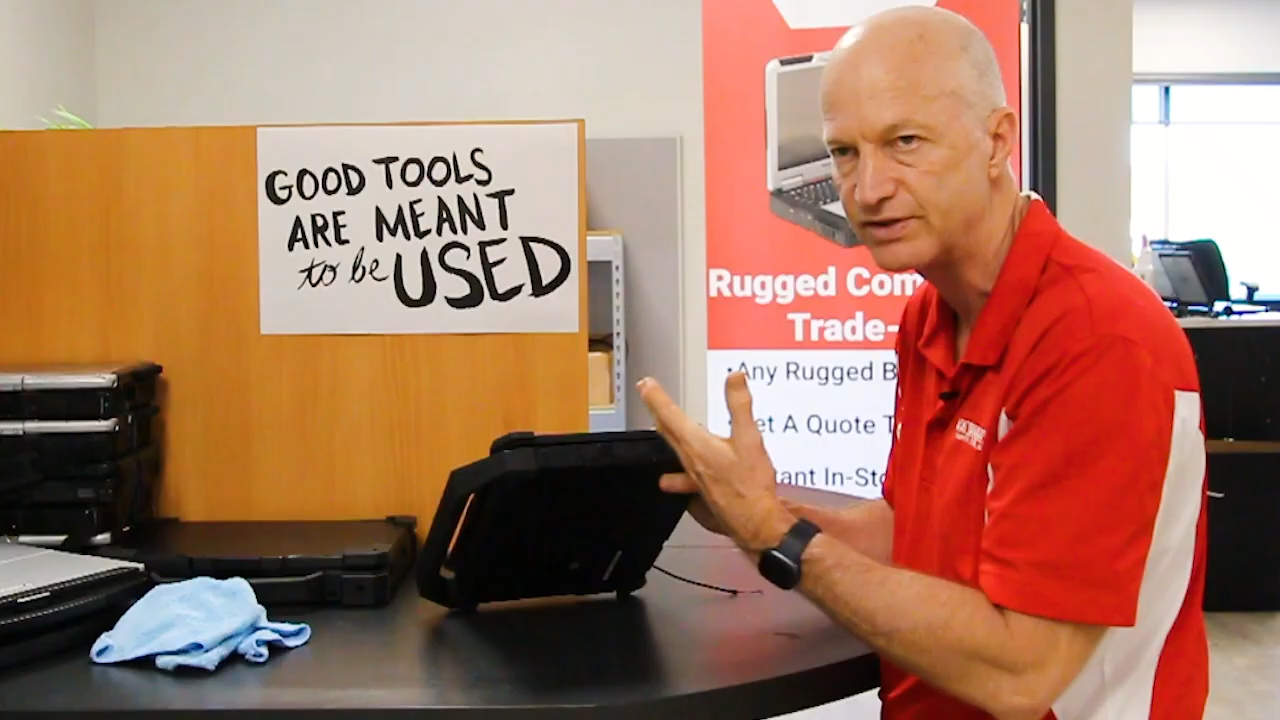 GOOD TOOLS
ARE MEANT
to be USED
Rugged Com
Trade-
•Any Rugged B
et A Quote T
tant In-Sto